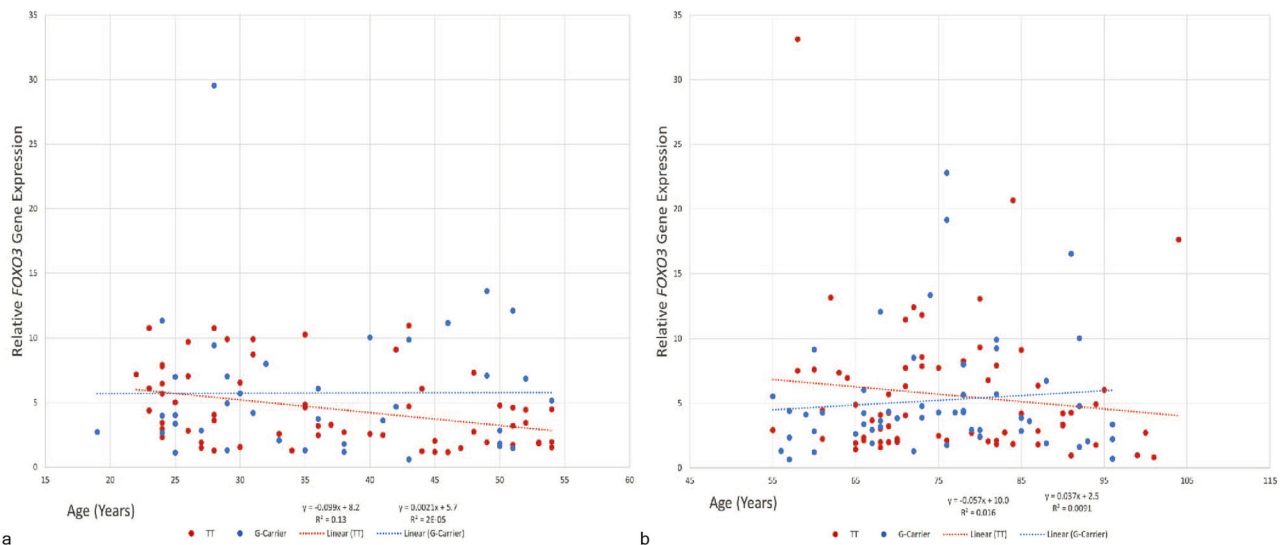 35
30
25
20
15
10
5
0
Relative FOXO3 Gene Expression
15 20 25 30 35 40 45 50 55 60
Age (Years)
y = -0.099x + 8.2
R² = 0.13
y = 0.0021x + 5.7
R² = 2E-05
TT G-Carrier Linear (TT) Linear (G-Carrier)
a
35
30
25
20
15
10
5
0
Relative FOXO3 Gene Expression
45 55 65 75 85 95 105 115
Age (Years)
y = -0.057x + 10.0
R² = 0.016
y = 0.037x + 2.5
R² = 0.0091
TT G-Carrier Linear (TT) Linear (G-Carrier)
b